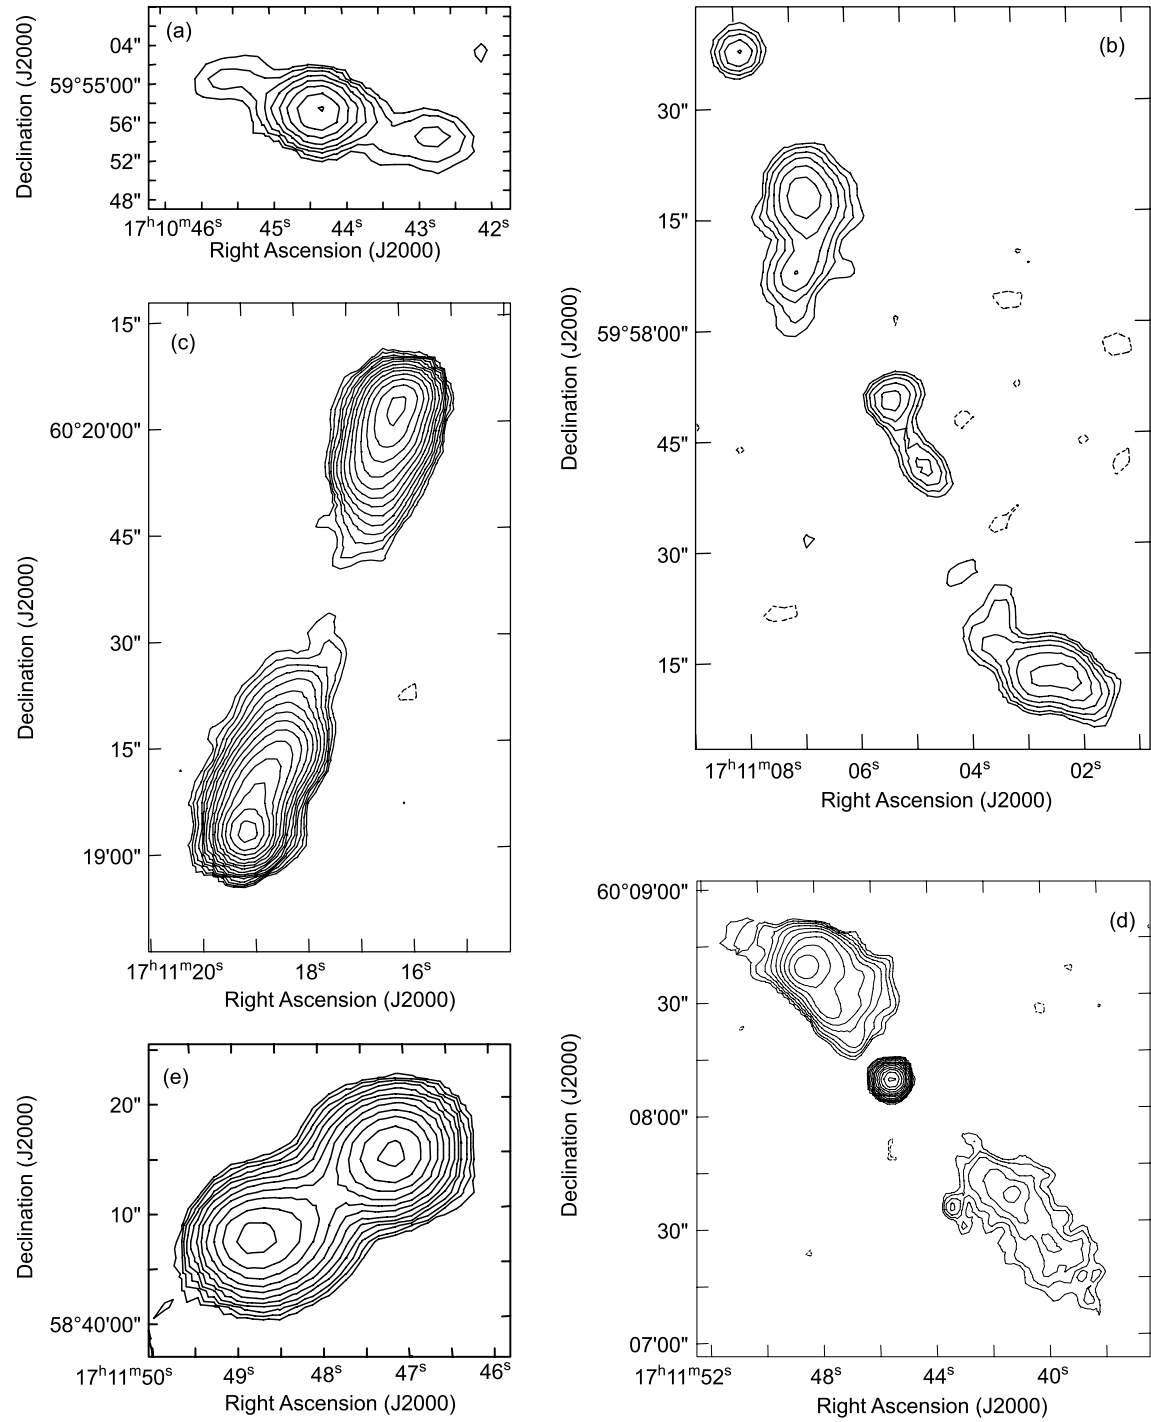 (a)
Declination (J2000)
04"
59°55'00"
56"
52"
48"
17ʰ10ᵐ46ˢ 45ˢ 44ˢ 43ˢ 42ˢ
Right Ascension (J2000)
(b)
Declination (J2000)
30"
15"
59°58'00"
45"
30"
15"
17ʰ11ᵐ08ˢ 06ˢ 04ˢ 02ˢ
Right Ascension (J2000)
(c)
Declination (J2000)
15"
60°20'00"
45"
30"
15"
19'00"
17ʰ11ᵐ20ˢ 18ˢ 16ˢ
Right Ascension (J2000)
(d)
Declination (J2000)
60°09'00"
30"
08'00"
30"
07'00"
17ʰ11ᵐ52ˢ 48ˢ 44ˢ 40ˢ
Right Ascension (J2000)
(e)
Declination (J2000)
20"
10"
58°40'00"
17ʰ11ᵐ50ˢ 49ˢ 48ˢ 47ˢ 46ˢ
Right Ascension (J2000)